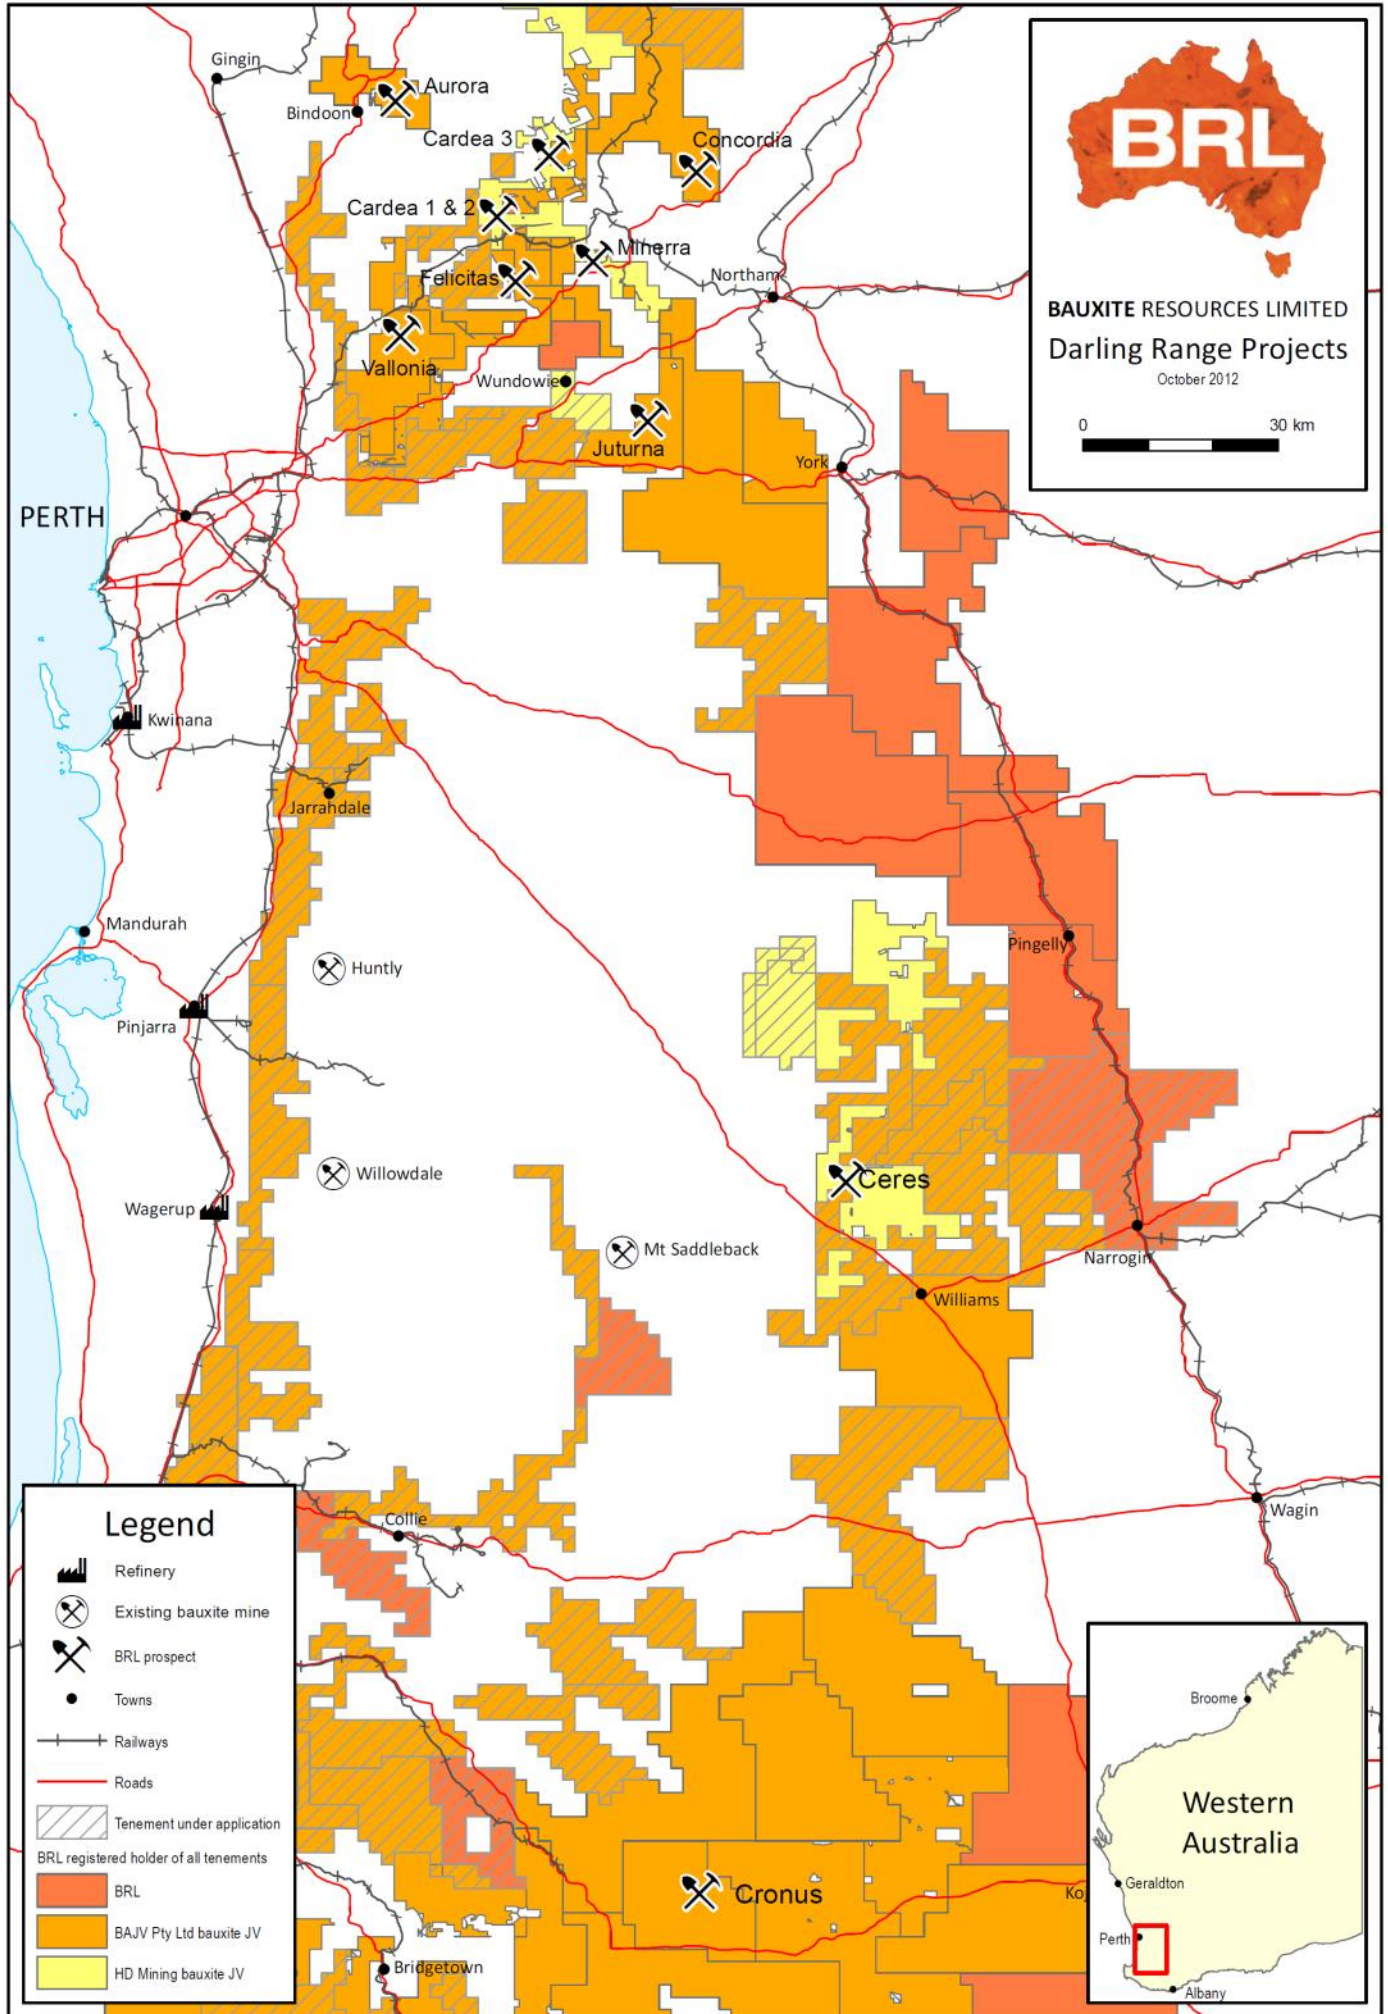 Gingin
Aurora
Bindoon
Cardea 3
Concordia
Cardea 1 & 2
Minerra
Felicitas
Northam
Vallonia
Wundowie
Juturna
York
PERTH
BRL
BAUXITE RESOURCES LIMITED
Darling Range Projects
October 2012
0 30 km
Kwinana
Jarrahdale
Mandurah
Pingelly
Huntly
Pinjarra
Willowdale
Ceres
Wagerup
Mt Saddleback
Narrogin
Williams
Wagin
Collie
Cronus
Bridgetown
Ko
Legend
Refinery
Existing bauxite mine
BRL prospect
Towns
Railways
Roads
Tenement under application
BRL registered holder of all tenements
BRL
BAJV Pty Ltd bauxite JV
HD Mining bauxite JV
Broome
Western
Australia
Geraldton
Perth
Albany